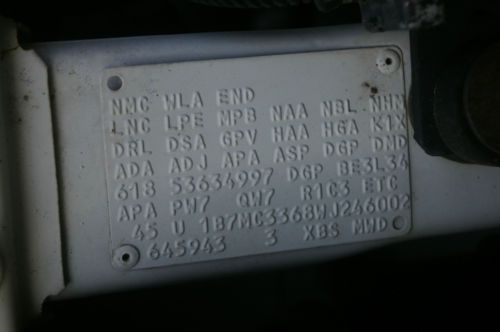 NMC WLA END
LNC LPE MPB NAA NBL NHM
DRL DSA GPV HAA HGA K1X
ADA ADJ APA ASP DGP DMD
618 53634997 DGP BE3L34
APA PW7 QW7 R1C3 ETC
45 U 1B7MC3368WJ246002
645943 3 XBS MWD